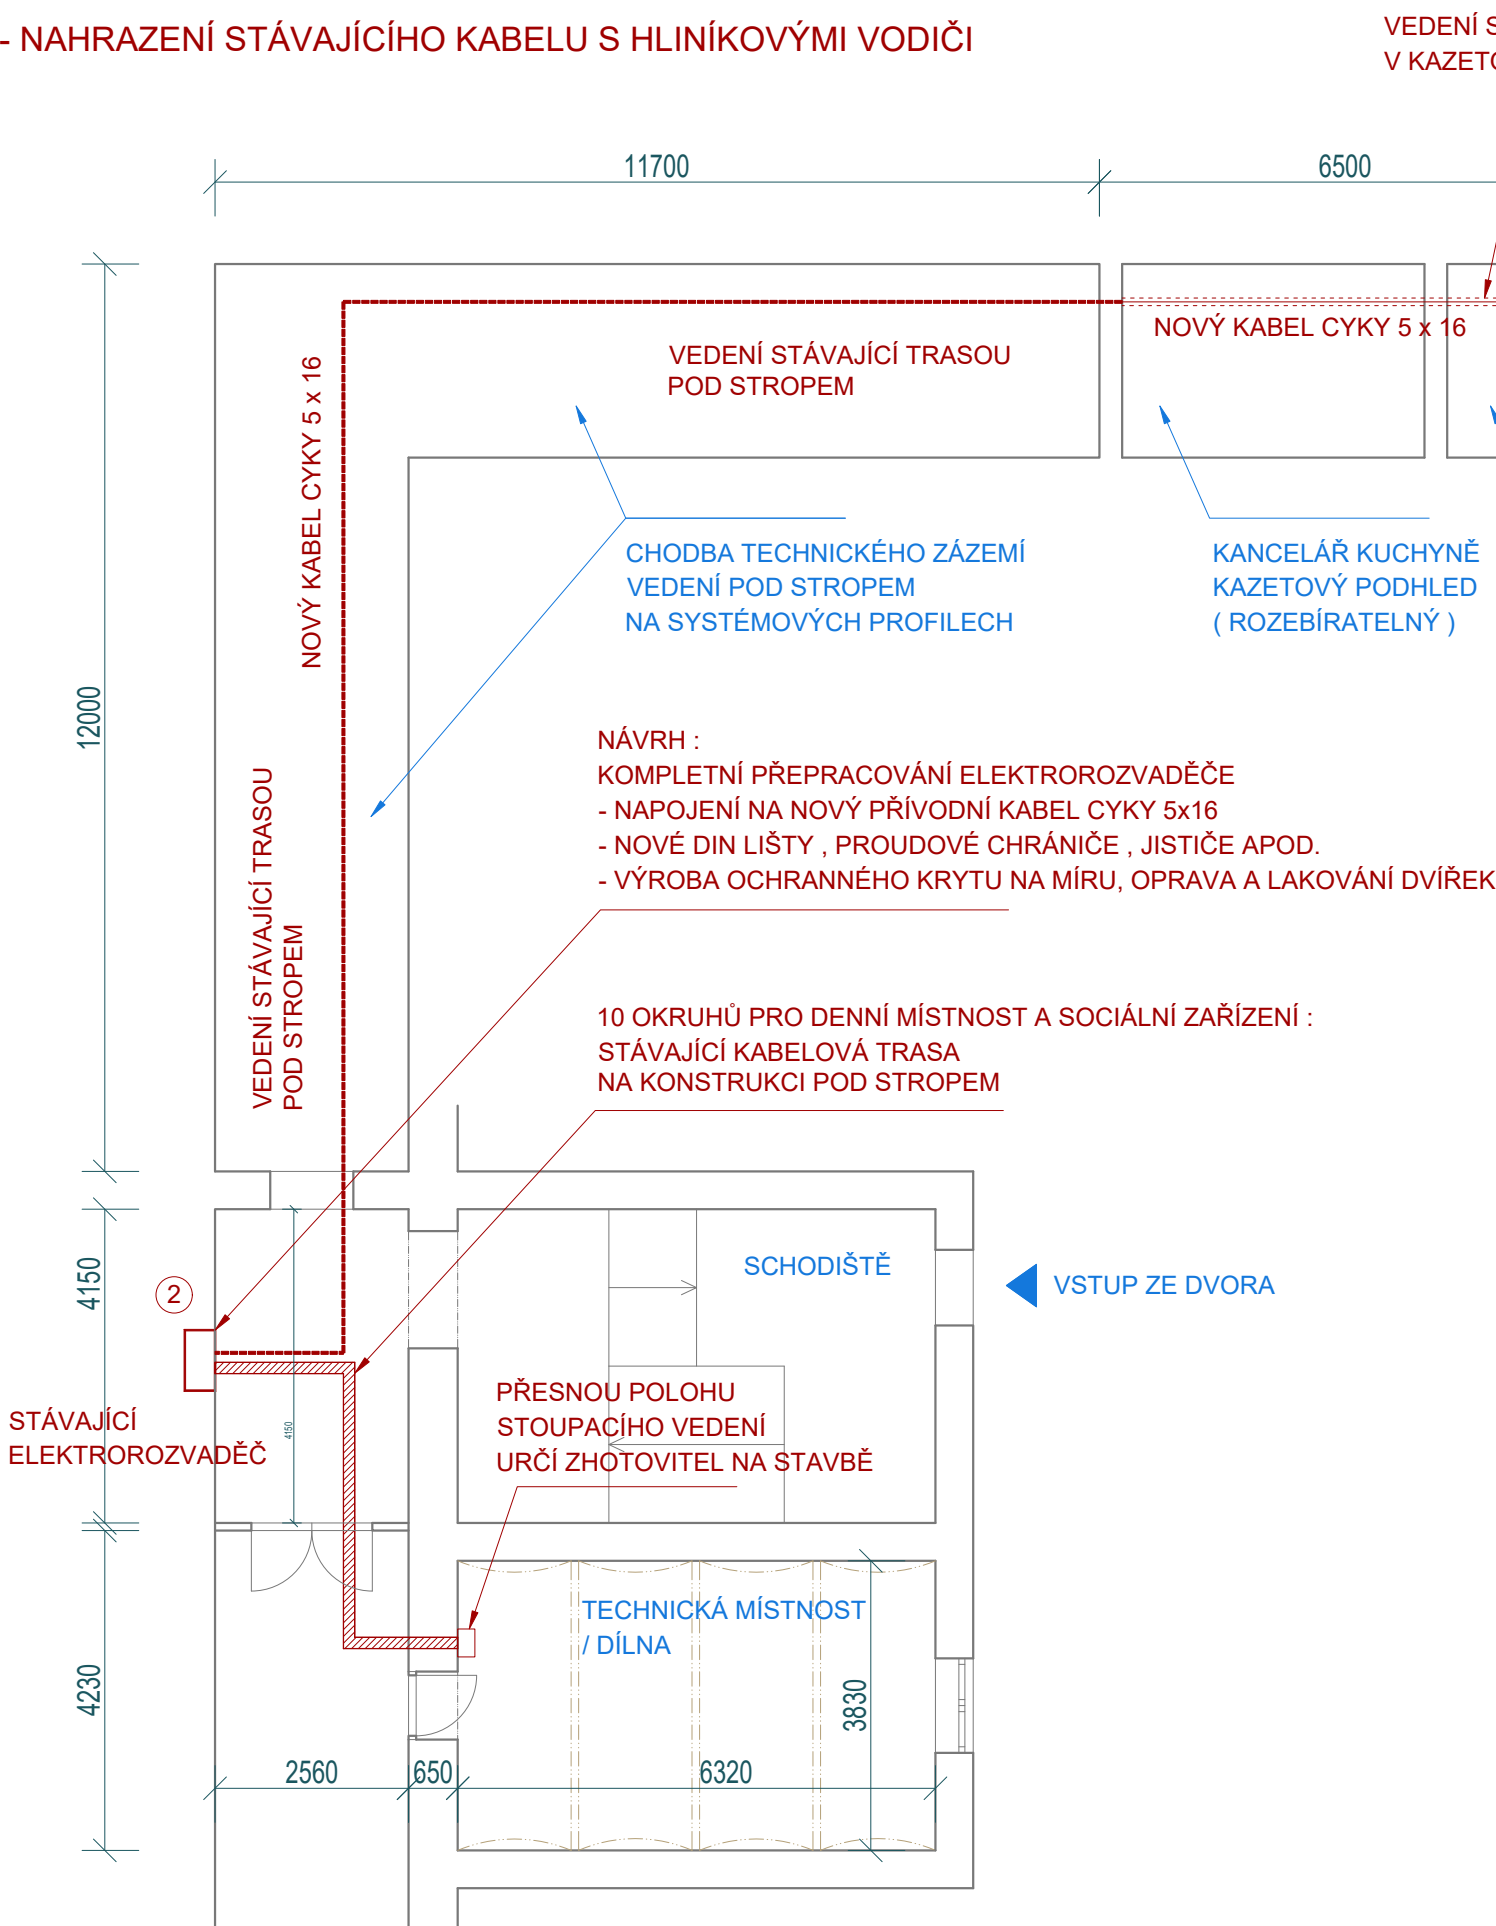 - NAHRAZENÍ STÁVAJÍCÍHO KABELU S HLINÍKOVÝMI VODIČI
VEDENÍ S
V KAZETO
11700
6500
NOVÝ KABEL CYKY 5 x 16
VEDENÍ STÁVAJÍCÍ TRASOU
POD STROPEM
NOVÝ KABEL CYKY 5 x 16
CHODBA TECHNICKÉHO ZÁZEMÍ
VEDENÍ POD STROPEM
NA SYSTÉMOVÝCH PROFILECH
KANCELÁŘ KUCHYNĚ
KAZETOVÝ PODHLED
( ROZEBÍRATELNÝ )
12000
NÁVRH :
KOMPLETNÍ PŘEPRACOVÁNÍ ELEKTROROZVADĚČE
- NAPOJENÍ NA NOVÝ PŘÍVODNÍ KABEL CYKY 5x16
- NOVÉ DIN LIŠTY , PROUDOVÉ CHRÁNIČE , JISTIČE APOD.
- VÝROBA OCHRANNÉHO KRYTU NA MÍRU, OPRAVA A LAKOVÁNÍ DVÍŘEK
VEDENÍ STÁVAJÍCÍ TRASOU
POD STROPEM
10 OKRUHŮ PRO DENNÍ MÍSTNOST A SOCIÁLNÍ ZAŘÍZENÍ :
STÁVAJÍCÍ KABELOVÁ TRASA
NA KONSTRUKCI POD STROPEM
4150
2
SCHODIŠTĚ
VSTUP ZE DVORA
STÁVAJÍCÍ
ELEKTROROZVADĚČ
4150
PŘESNOU POLOHU
STOUPACÍHO VEDENÍ
URČÍ ZHOTOVITEL NA STAVBĚ
TECHNICKÁ MÍSTNOST
/ DÍLNA
4230
3830
2560
650
6320